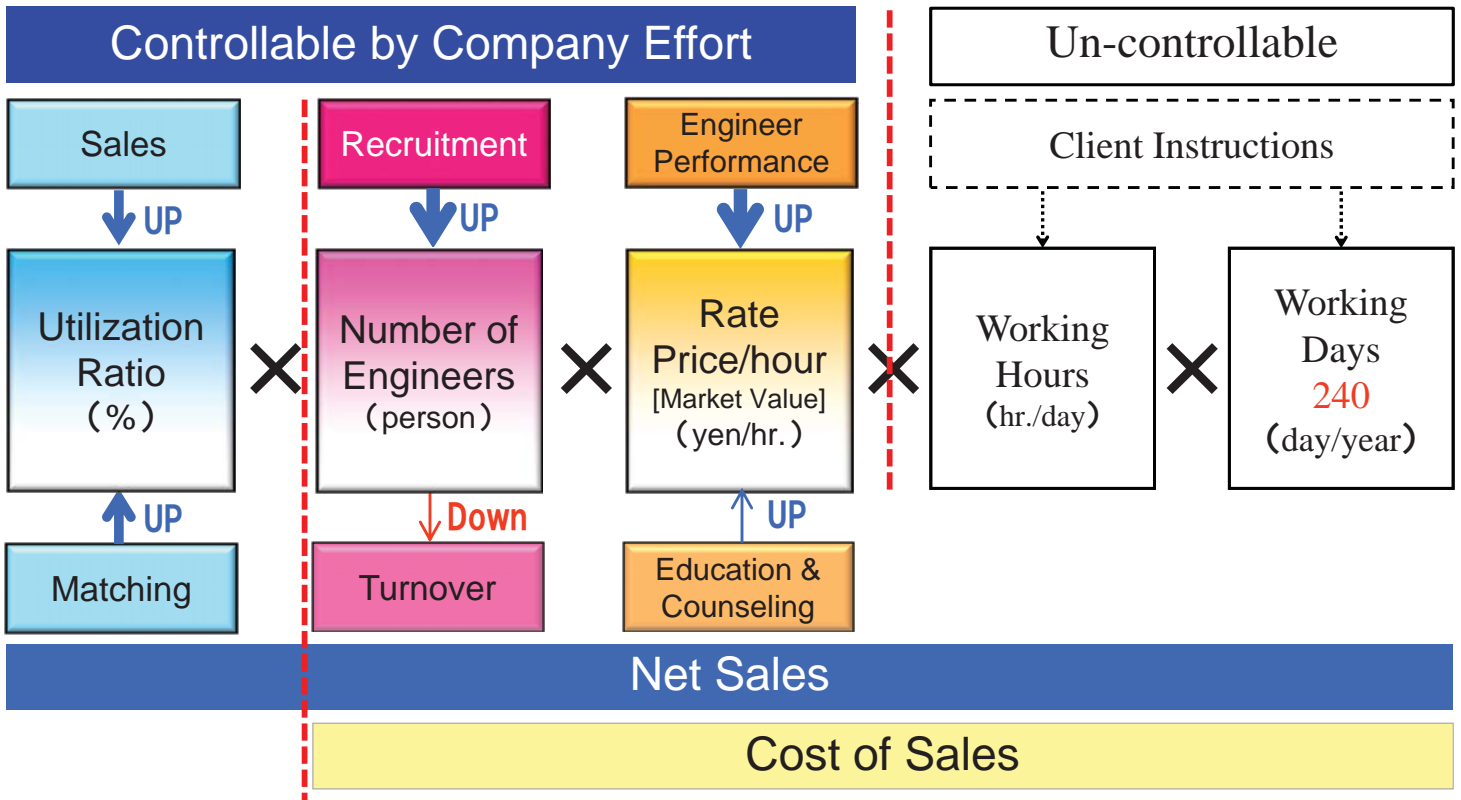 Controllable by Company Effort
Un-controllable
Sales
Recruitment
Engineer
Performance
Client Instructions
UP
UP
UP
Utilization
Ratio
(%)
×
Number of
Engineers
(person)
×
Rate
Price/hour
[Market Value]
(yen/hr.)
×
Working
Hours
(hr./day)
×
Working
Days
240
(day/year)
UP
Down
UP
Matching
Turnover
Education &
Counseling
Net Sales
Cost of Sales